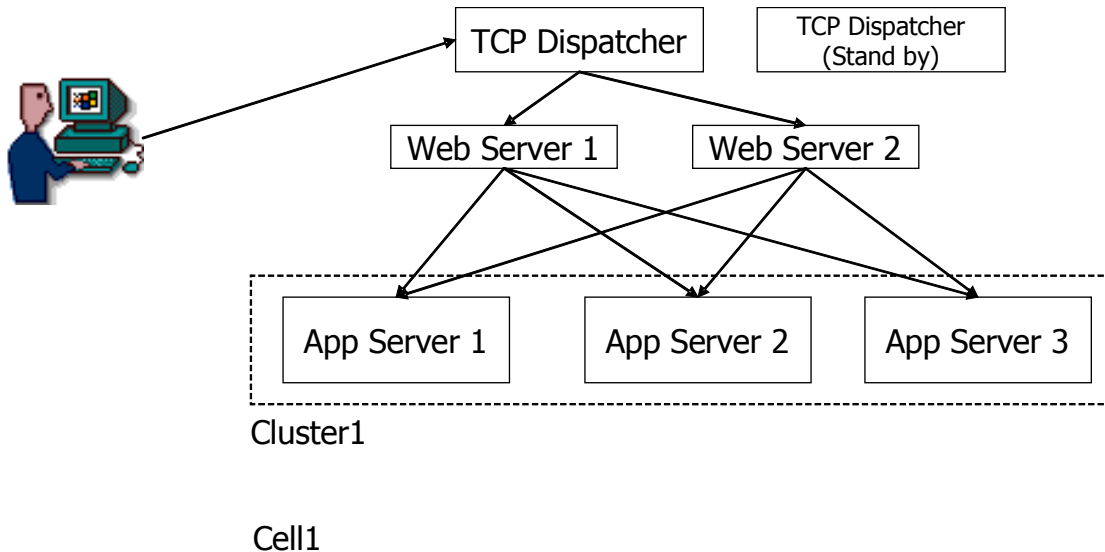 TCP Dispatcher
TCP Dispatcher
(Stand by)
Web Server 1
Web Server 2
App Server 1
App Server 2
App Server 3
Cluster1
Cell1